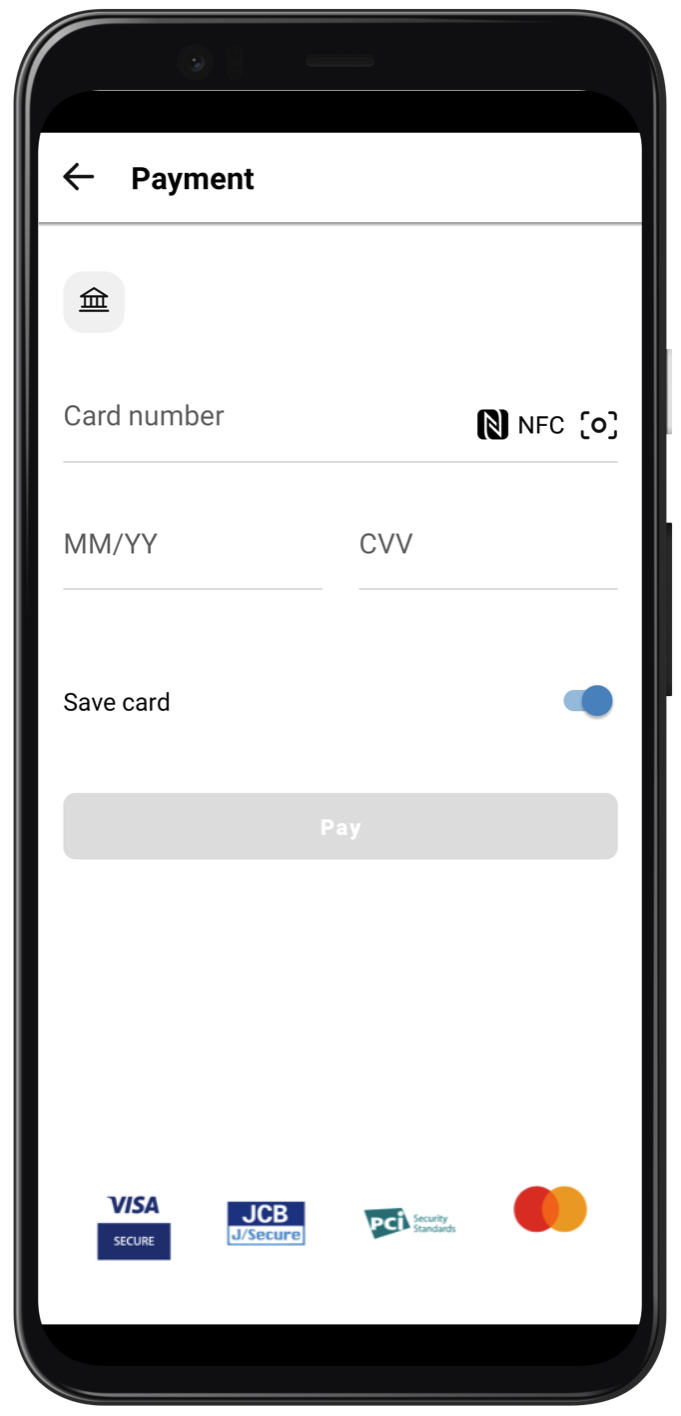 Payment
Card number NFC
MM/YY CVV
Save card
Pay
VISA
SECURE
JCB
J/Secure
PCi Security
Standards